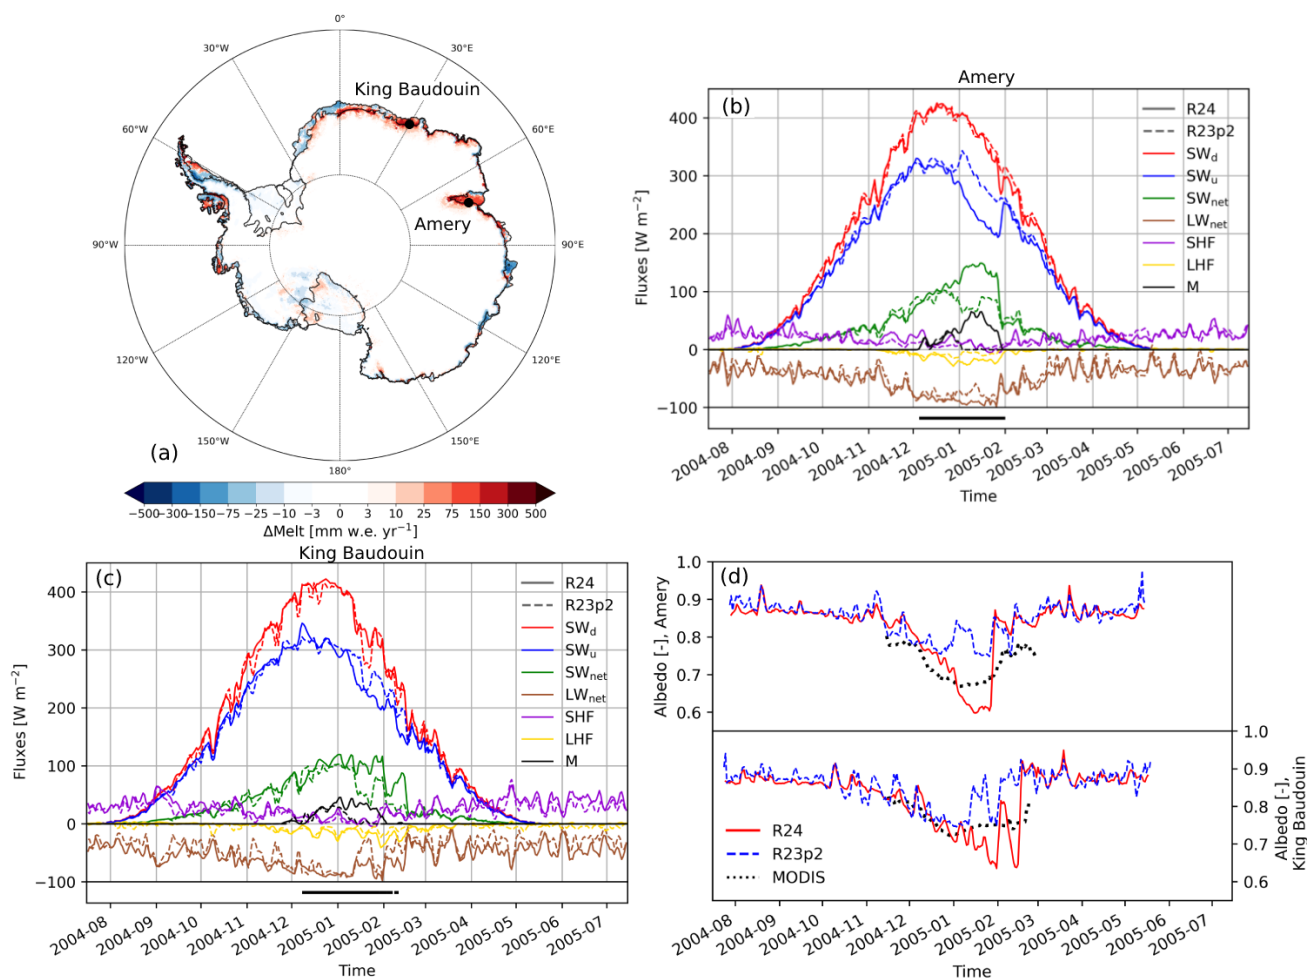 0°
30°W
30°E
King Baudouin
60°W
60°E
Amery
90°W
90°E
120°W
120°E
150°W
150°E
180°
(a)
−500 −300 −150 −75 −25 −10 −3 0 3 10 25 75 150 300 500
ΔMelt [mm w.e. yr⁻¹]
Amery
(b)
R24
R23p2
SWd
SWu
SWnet
LWnet
SHF
LHF
M
Fluxes [W m⁻²]
400
300
200
100
0
−100
2004-08 2004-09 2004-10 2004-11 2004-12 2005-01 2005-02 2005-03 2005-04 2005-05 2005-06 2005-07
Time
King Baudouin
(c)
R24
R23p2
SWd
SWu
SWnet
LWnet
SHF
LHF
M
Fluxes [W m⁻²]
400
300
200
100
0
−100
2004-08 2004-09 2004-10 2004-11 2004-12 2005-01 2005-02 2005-03 2005-04 2005-05 2005-06 2005-07
Time
(d)
Albedo [-], Amery
1.0
0.9
0.8
0.7
0.6
Albedo [-],
King Baudouin
1.0
0.9
0.8
0.7
0.6
R24
R23p2
MODIS
2004-08 2004-09 2004-10 2004-11 2004-12 2005-01 2005-02 2005-03 2005-04 2005-05 2005-06 2005-07
Time